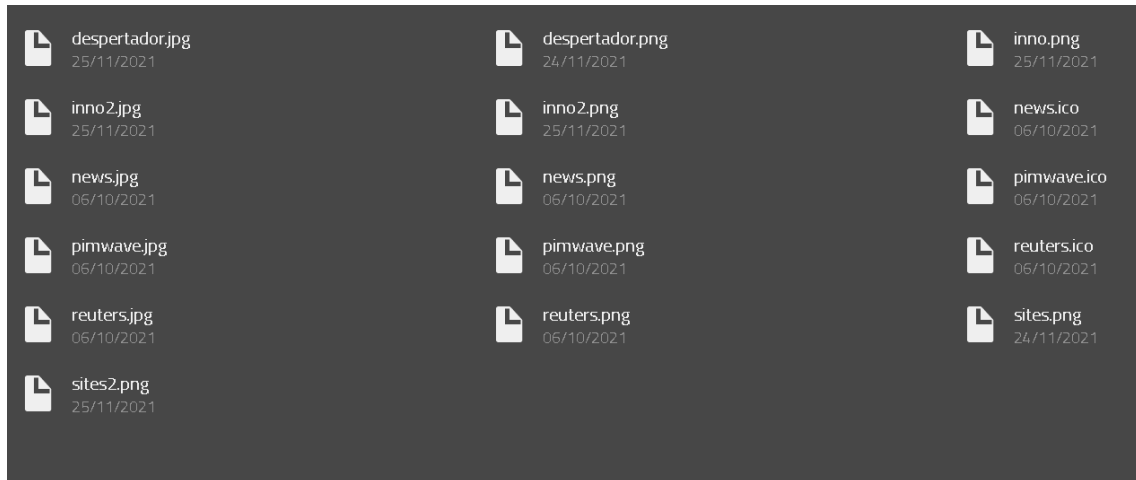 despertador.jpg
25/11/2021
despertador.png
24/11/2021
inno.png
25/11/2021
inno2.jpg
25/11/2021
inno2.png
25/11/2021
news.ico
06/10/2021
news.jpg
06/10/2021
news.png
06/10/2021
pimwave.ico
06/10/2021
pimwave.jpg
06/10/2021
pimwave.png
06/10/2021
reuters.ico
06/10/2021
reuters.jpg
06/10/2021
reuters.png
06/10/2021
sites.png
24/11/2021
sites2.png
25/11/2021